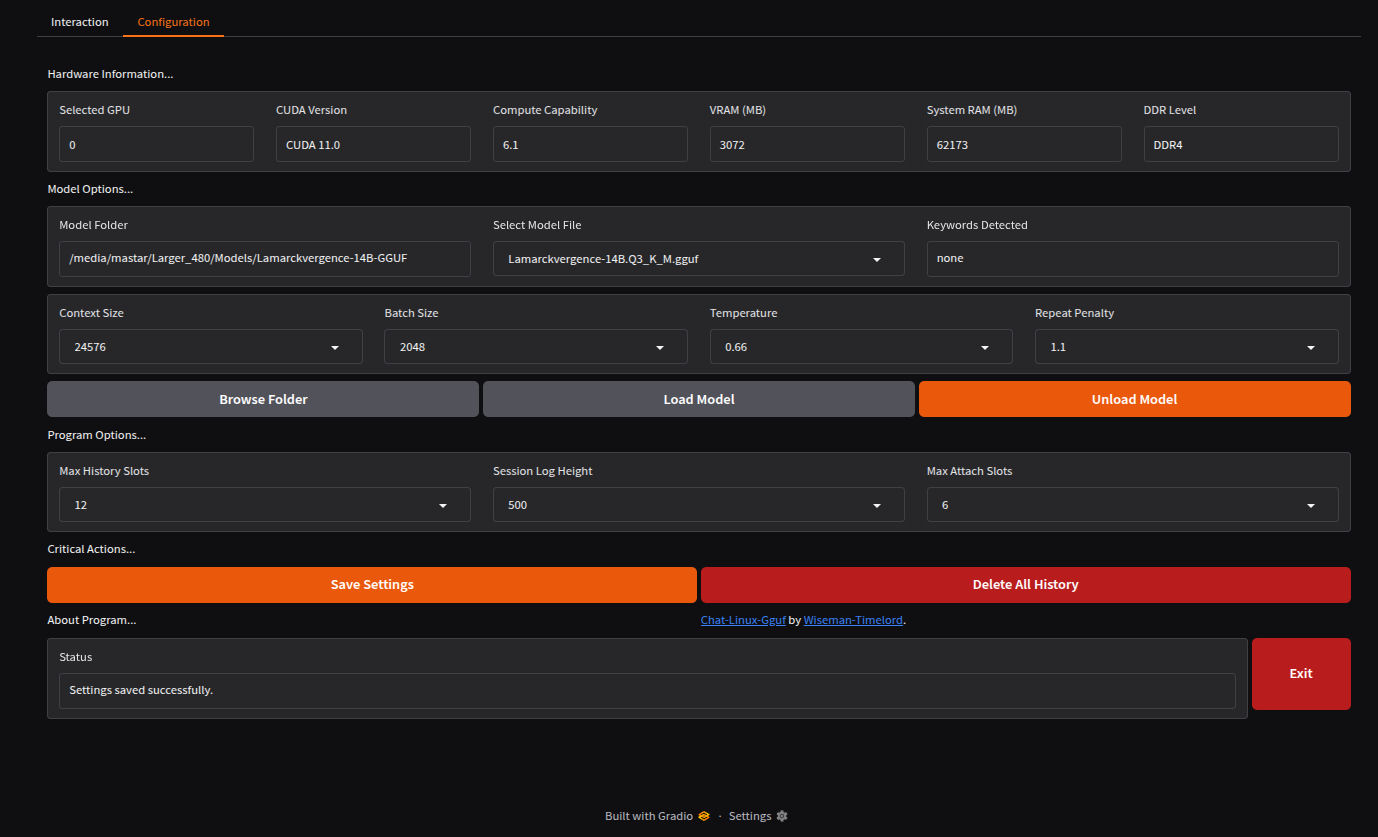 Interaction Configuration
Hardware Information...
Selected GPU CUDA Version Compute Capability VRAM (MB) System RAM (MB) DDR Level
0 CUDA 11.0 6.1 3072 62173 DDR4
Model Options...
Model Folder Select Model File Keywords Detected
/media/mastar/Larger_480/Models/Lamarckvergence-14B-GGUF Lamarckvergence-14B.Q3_K_M.gguf none
Context Size Batch Size Temperature Repeat Penalty
24576 2048 0.66 1.1
Browse Folder Load Model Unload Model
Program Options...
Max History Slots Session Log Height Max Attach Slots
12 500 6
Critical Actions...
Save Settings Delete All History
About Program... Chat-Linux-Gguf by Wiseman-Timelord.
Status
Settings saved successfully.
Exit
Built with Gradio · Settings